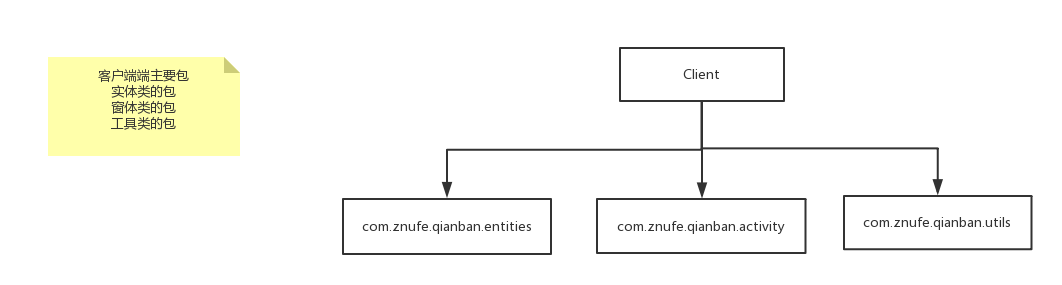 客户端端主要包
实体类的包
窗体类的包
工具类的包
Client
com.znufe.qianban.entities
com.znufe.qianban.activity
com.znufe.qianban.utils